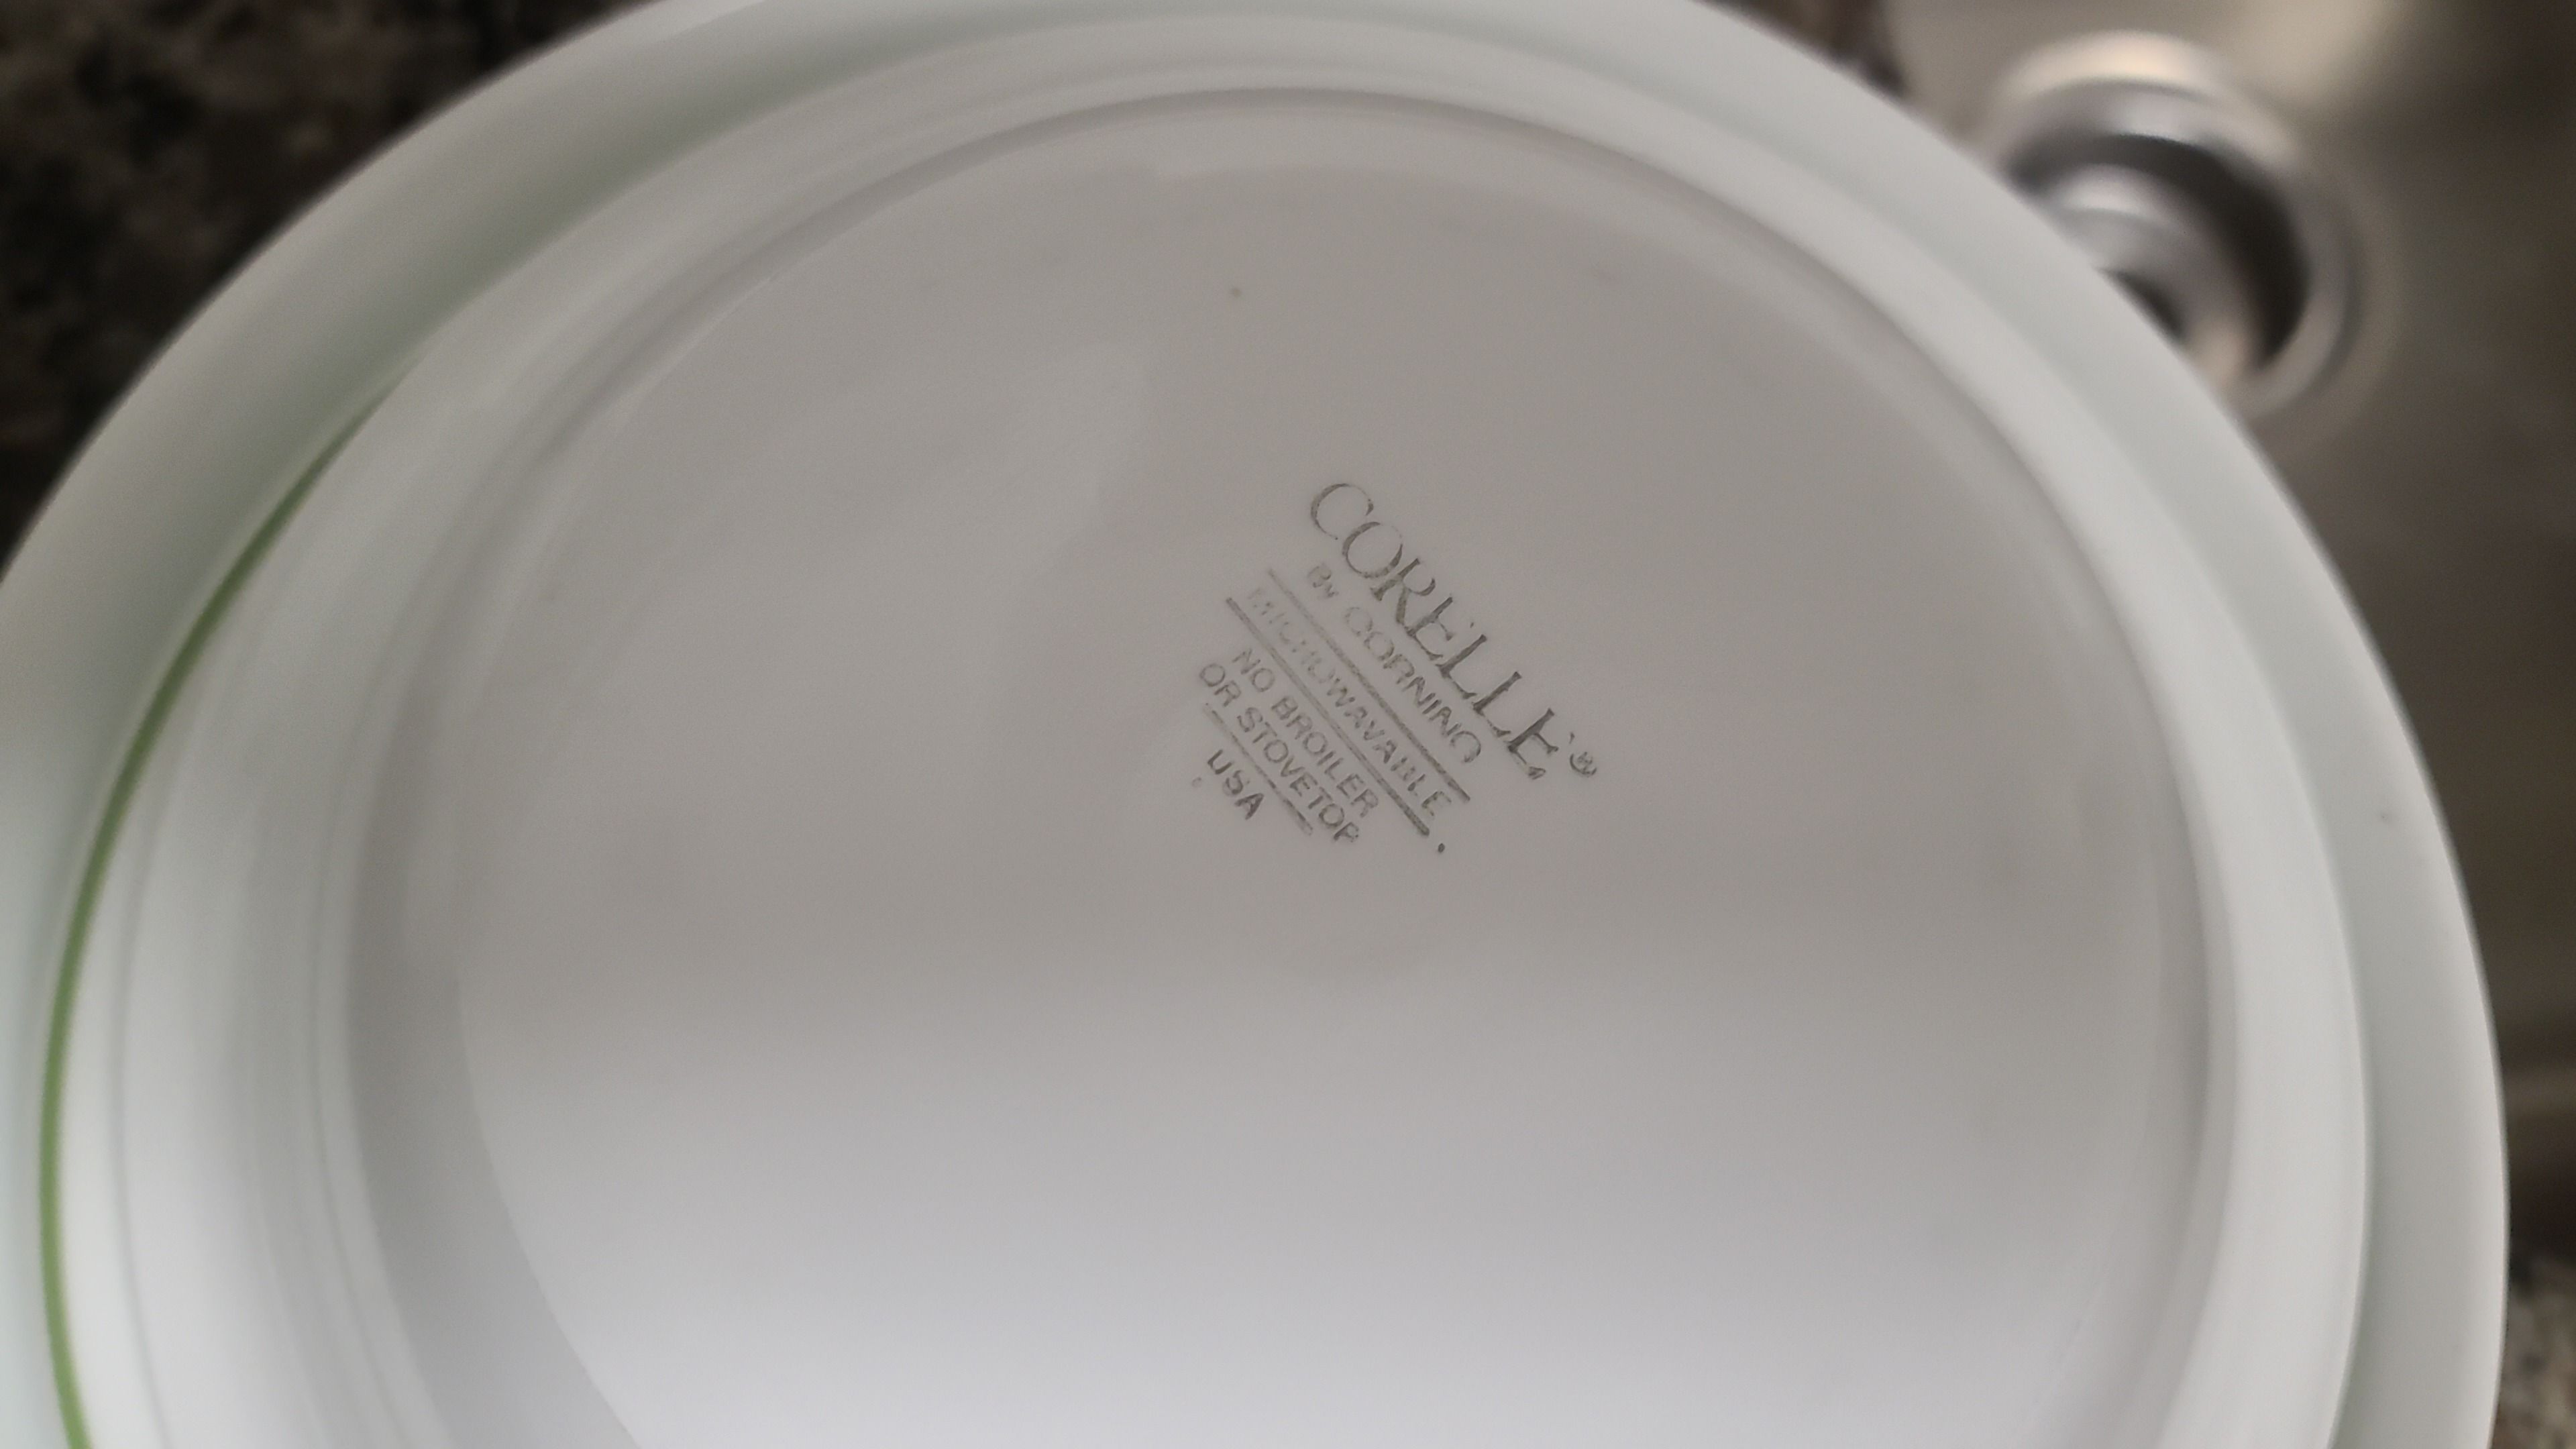 CORELLE®
By CORNING
MICROWAVABLE
NO BROILER
OR STOVETOP
USA